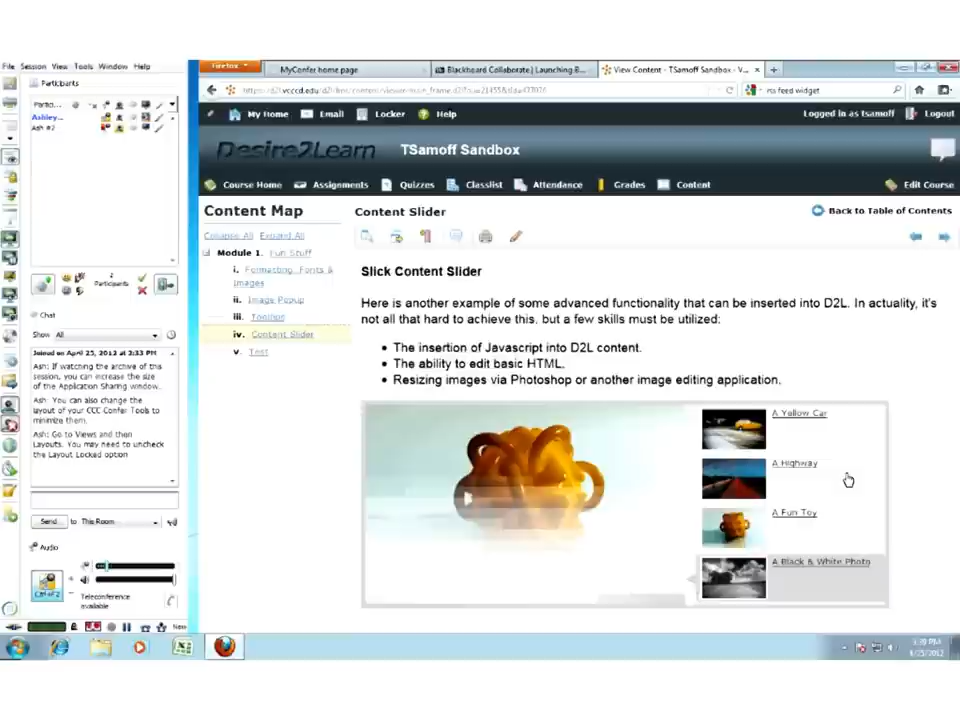 File Session View Tools Window Help
Participants
Ashley...
Ash #2
2
Participants
Chat
Show All
Joined on April 25, 2012 at 2:33 PM
Ash: If watching the archive of this
session, you can increase the size
of the Application Sharing window.
Ash: You can also change the
layout of your CCC Confer Tools to
minimize them.
Ash: Go to Views and then
Layouts. You may need to uncheck
the Layout Locked option
Send to This Room
Audio
Ctrl+F2
Teleconference
available
Firefox
MyConfer home page
Blackboard Collaborate | Launching B...
View Content - TSamoff Sandbox - V...
rss feed widget
My Home Email Locker Help
Logged in as tsamoff Logout
Desire2Learn TSamoff Sandbox
Course Home Assignments Quizzes Classlist Attendance Grades Content Edit Course
Content Map
Collapse All Expand All
Module 1. Fun Stuff
i. Formatting, Fonts &
Images
ii. Image Popup
iii. Tooltips
iv. Content Slider
v. Test
Content Slider
Back to Table of Contents
Slick Content Slider
Here is another example of some advanced functionality that can be inserted into D2L. In actuality, it's
not all that hard to achieve this, but a few skills must be utilized:
• The insertion of Javascript into D2L content.
• The ability to edit basic HTML.
• Resizing images via Photoshop or another image editing application.
A Yellow Car
A Highway
A Fun Toy
A Black & White Photo
4/25/2012